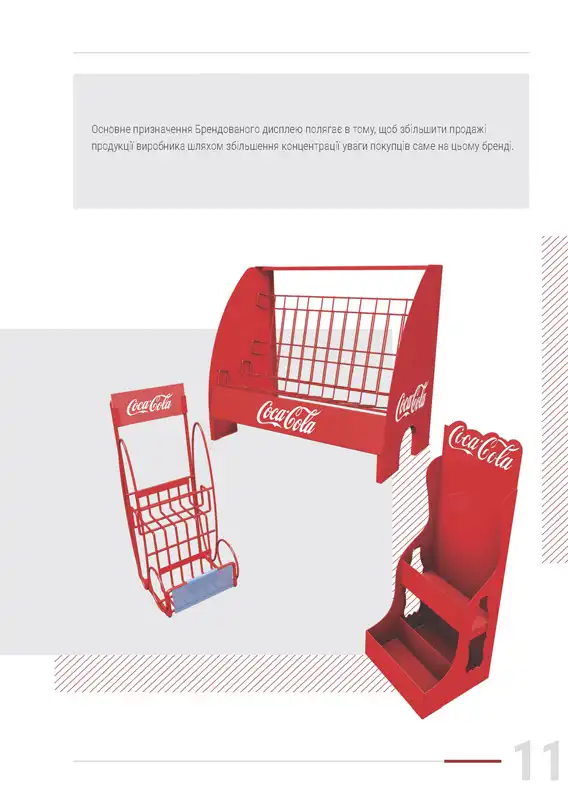 Основне призначення Брендованого дисплею полягає в тому, щоб збільшити продажі
продукції виробника шляхом збільшення концентрації уваги покупців саме на цьому бренді.
Coca-Cola
Coca-Cola
Coca-Cola
Coca-Cola
11